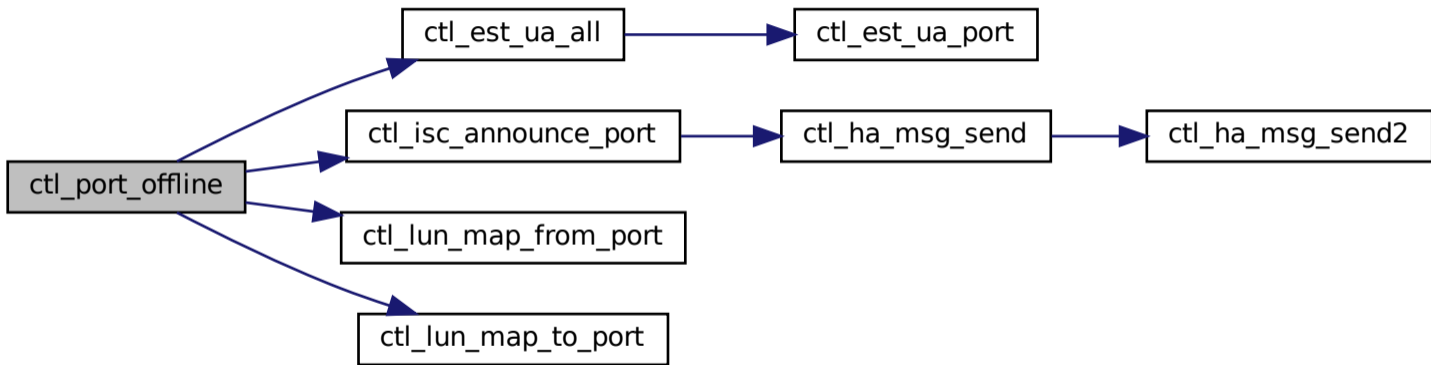 ctl_est_ua_all
ctl_est_ua_port
ctl_isc_announce_port
ctl_ha_msg_send
ctl_ha_msg_send2
ctl_port_offline
ctl_lun_map_from_port
ctl_lun_map_to_port